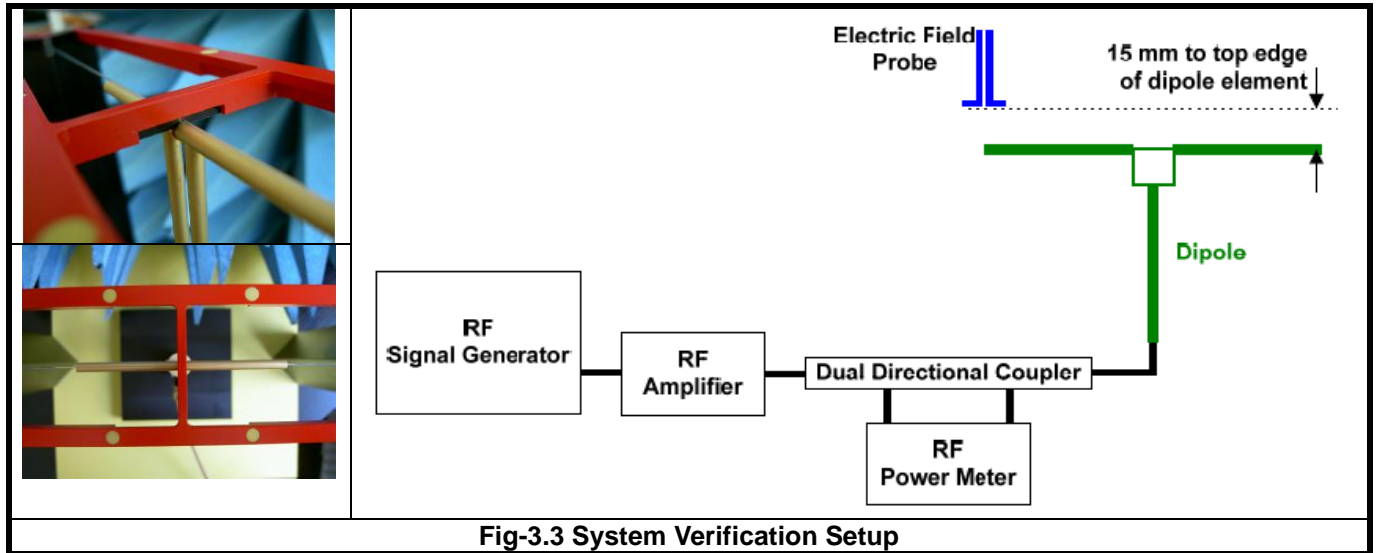 Electric Field
Probe
15 mm to top edge
of dipole element
Dipole
RF
Signal Generator
RF
Amplifier
Dual Directional Coupler
RF
Power Meter
Fig-3.3 System Verification Setup